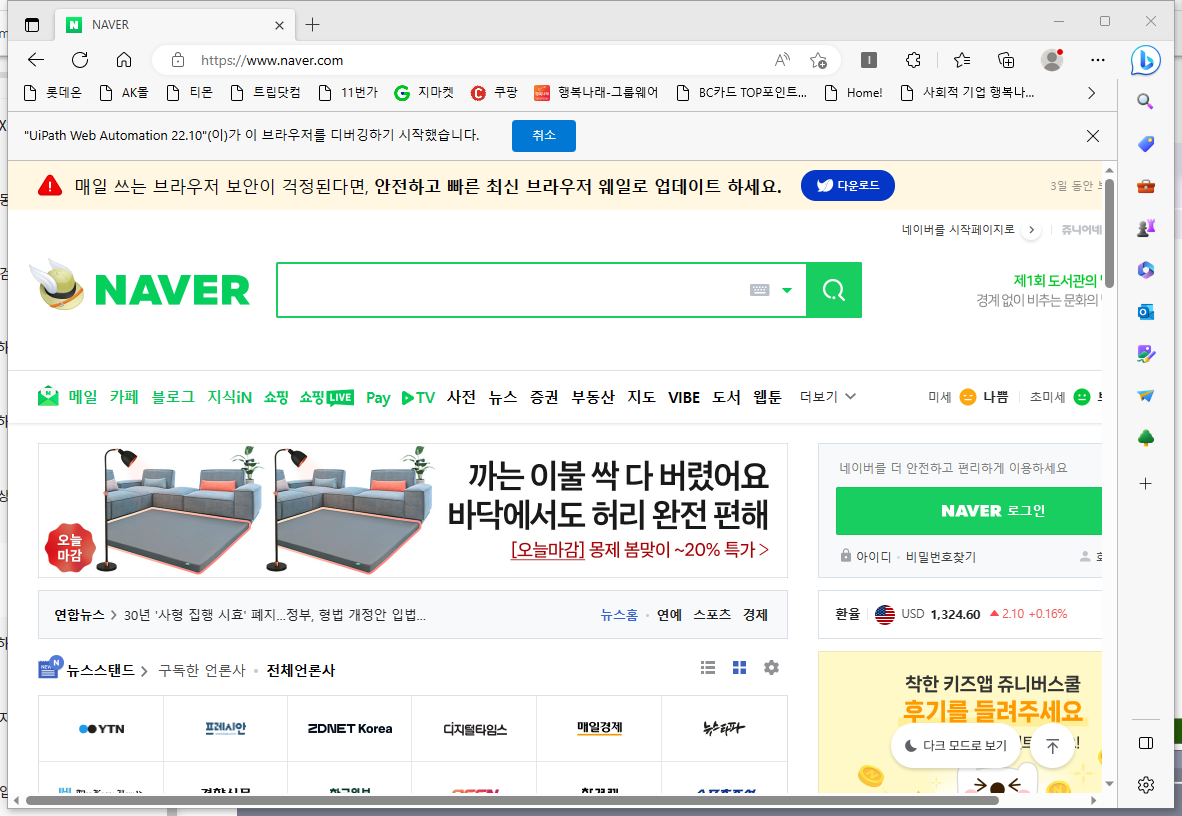 NAVER
https://www.naver.com
롯데온 AK몰 티몬 트립닷컴 11번가 지마켓 쿠팡 행복나래-그룹웨어 BC카드 TOP포인트... Home! 사회적 기업 행복나...
"UiPath Web Automation 22.10"(이)가 이 브라우저를 디버깅하기 시작했습니다. 취소
매일 쓰는 브라우저 보안이 걱정된다면, 안전하고 빠른 최신 브라우저 웨일로 업데이트 하세요. 다운로드 3일 동안
네이버를 시작페이지로 쥬니어네
NAVER
제1회 도서관의
경계 없이 비추는 문화의
메일 카페 블로그 지식iN 쇼핑 쇼핑LIVE Pay TV 사전 뉴스 증권 부동산 지도 VIBE 도서 웹툰 더보기 미세 나쁨 초미세
까는 이불 싹 다 버렸어요
바닥에서도 허리 완전 편해
[오늘마감] 몽제 봄맞이 ~20% 특가 >
오늘
마감
네이버를 더 안전하고 편리하게 이용하세요
NAVER 로그인
아이디 · 비밀번호찾기
연합뉴스 > 30년 '사형 집행 시효' 폐지...정부, 형법 개정안 입법... 뉴스홈 · 연예 스포츠 경제
환율 USD 1,324.60 ▲ 2.10 +0.16%
뉴스스탠드 > 구독한 언론사 · 전체언론사
YTN 프레시안 ZDNET Korea 디지털타임스 매일경제 뉴스타파
착한 키즈앱 쥬니버스쿨
후기를 들려주세요
다크 모드로 보기